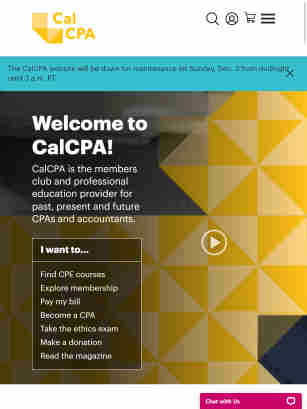 Cal
CPA
The CalCPA website will be down for maintenance on Sunday, Dec. 3 from midnight
until 3 a.m. PT.
Welcome to
CalCPA!
CalCPA is the members
club and professional
education provider for
past, present and future
CPAs and accountants.
I want to...
Find CPE courses
Explore membership
Pay my bill
Become a CPA
Take the ethics exam
Make a donation
Read the magazine
Chat with Us